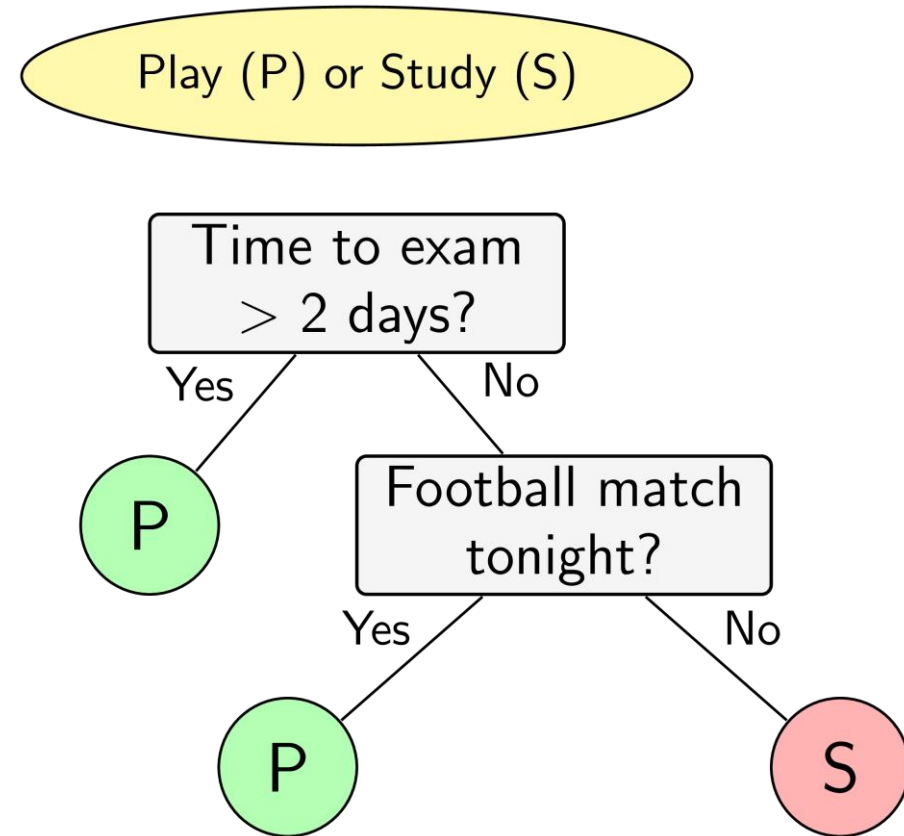 Play (P) or Study (S)
Time to exam
> 2 days?
Yes
No
P
Football match
tonight?
Yes
No
P
S